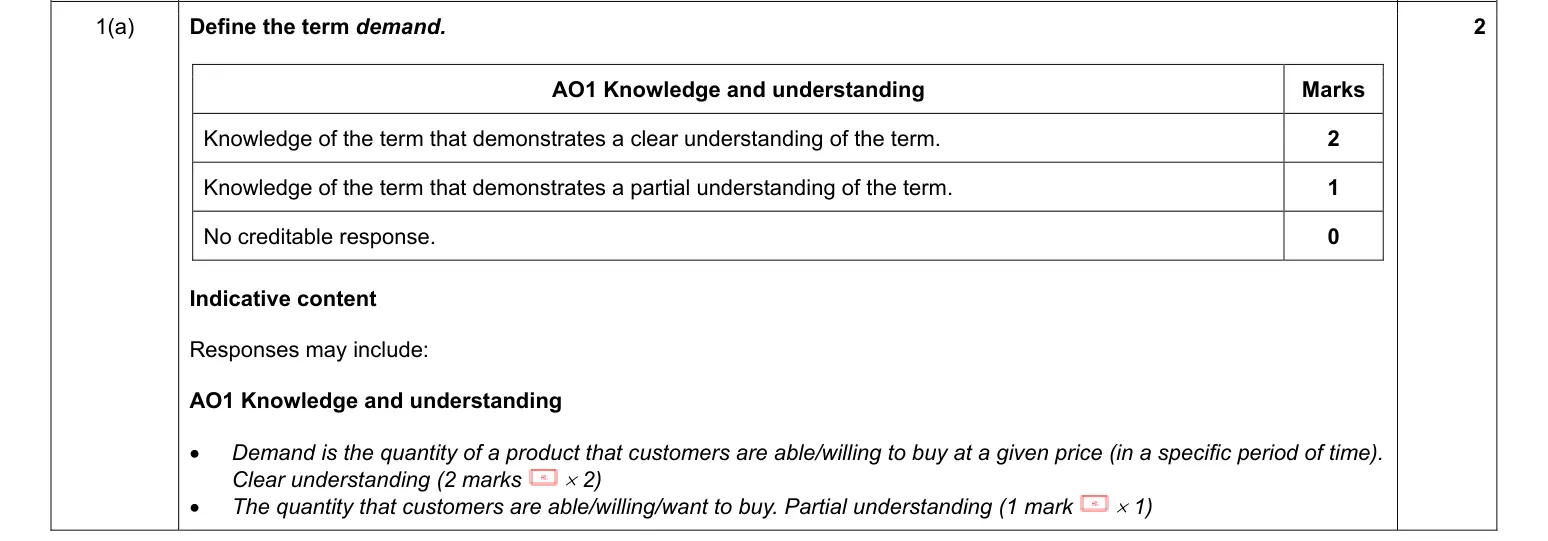 1(a) Define the term demand. 2
AO1 Knowledge and understanding Marks
Knowledge of the term that demonstrates a clear understanding of the term. 2
Knowledge of the term that demonstrates a partial understanding of the term. 1
No creditable response. 0
Indicative content
Responses may include:
AO1 Knowledge and understanding
• Demand is the quantity of a product that customers are able/willing to buy at a given price (in a specific period of time).
Clear understanding (2 marks × 2)
• The quantity that customers are able/willing/want to buy. Partial understanding (1 mark × 1)